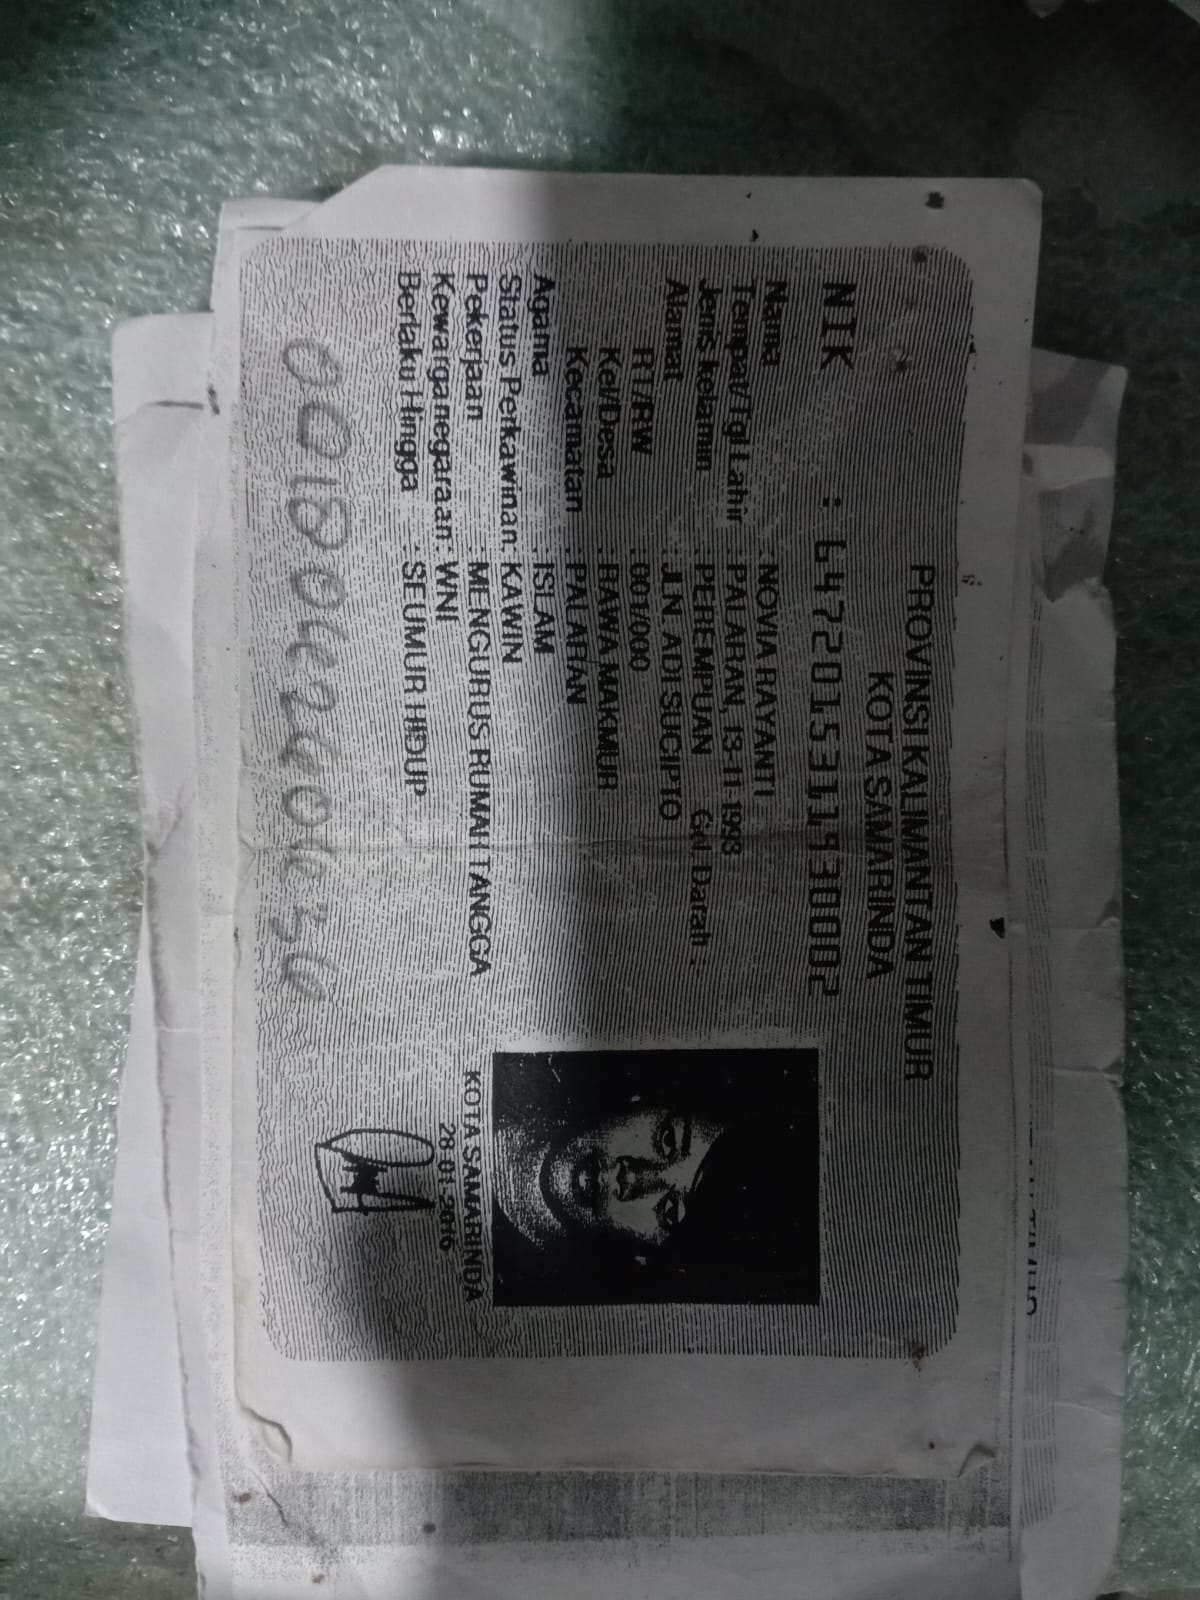 PROVINSI KALIMANTAN TIMUR
KOTA SAMARINDA
NIK : 6472015311930002
Nama : NOVIA RAYANTI
Tempat/Tgl Lahir : PALARAN, 13-11-1993
Jenis kelamin : PEREMPUAN Gol. Darah : -
Alamat : JLN. ADI SUCIPTO
RT/RW : 001/000
Kel/Desa : RAWA MAKMUR
Kecamatan : PALARAN
Agama : ISLAM
Status Perkawinan: KAWIN
Pekerjaan : MENGURUS RUMAH TANGGA
Kewarganegaraan: WNI
Berlaku Hingga : SEUMUR HIDUP
KOTA SAMARINDA
28-01-2016